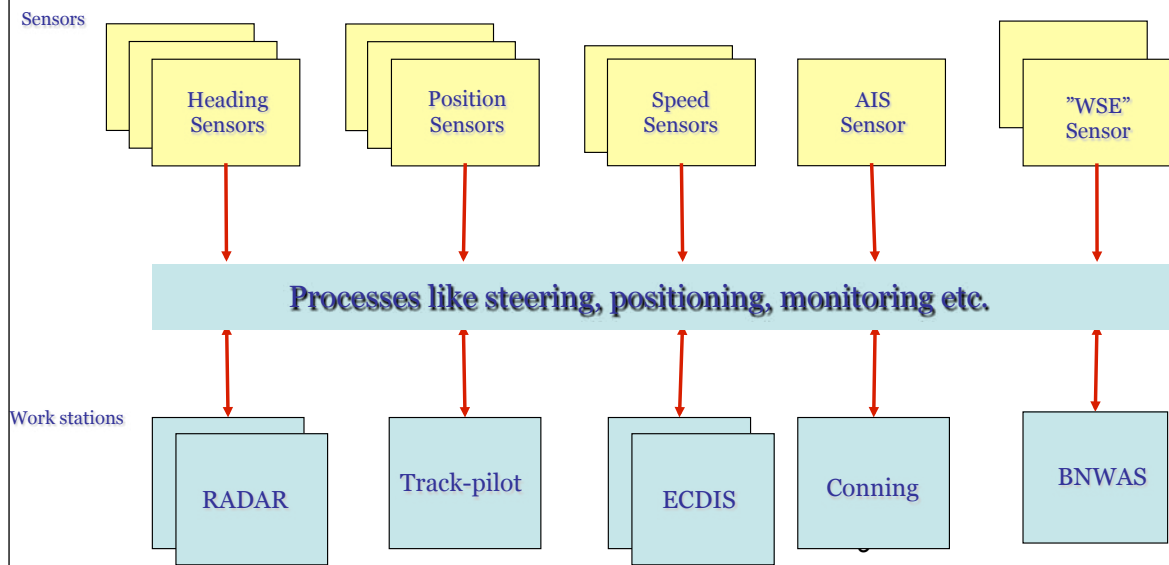 Sensors
Heading
Sensors
Position
Sensors
Speed
Sensors
AIS
Sensor
”WSE”
Sensor
Processes like steering, positioning, monitoring etc.
Work stations
RADAR
Track-pilot
ECDIS
Conning
BNWAS